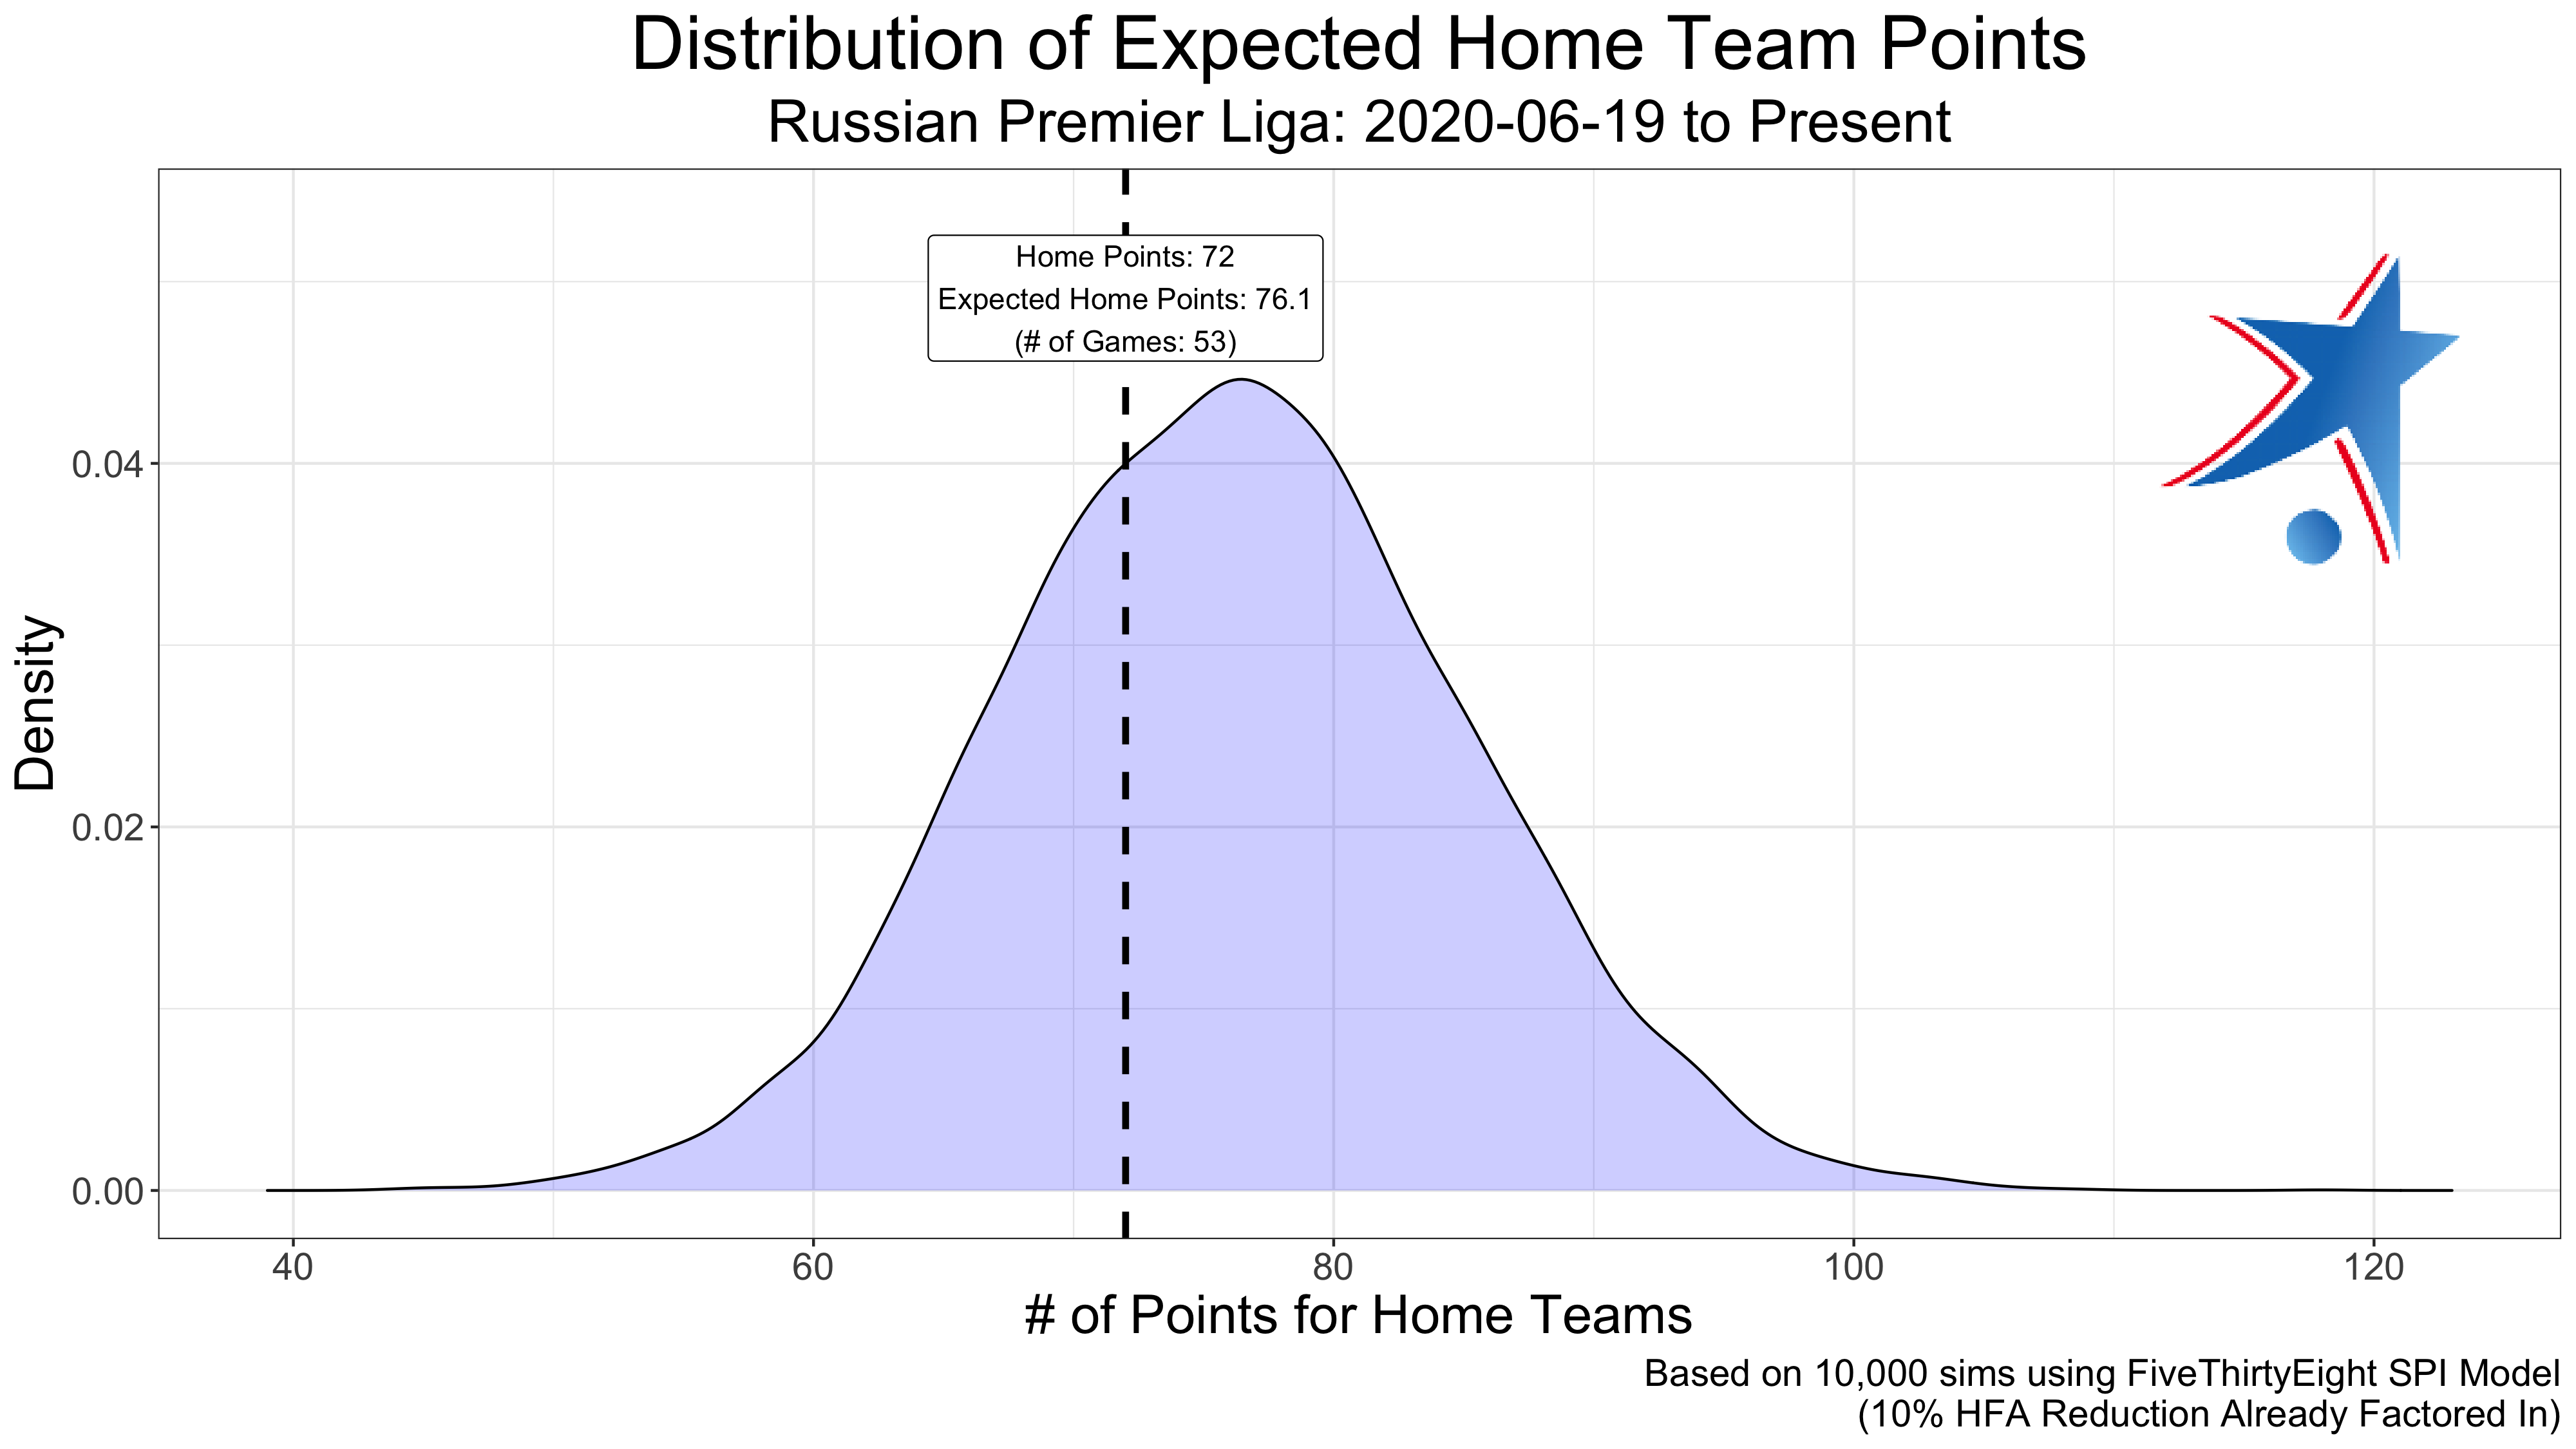 Distribution of Expected Home Team Points
Russian Premier Liga: 2020-06-19 to Present
Home Points: 72
Expected Home Points: 76.1
(# of Games: 53)
Density
0.04
0.02
0.00
40 60 80 100 120
# of Points for Home Teams
Based on 10,000 sims using FiveThirtyEight SPI Model
(10% HFA Reduction Already Factored In)